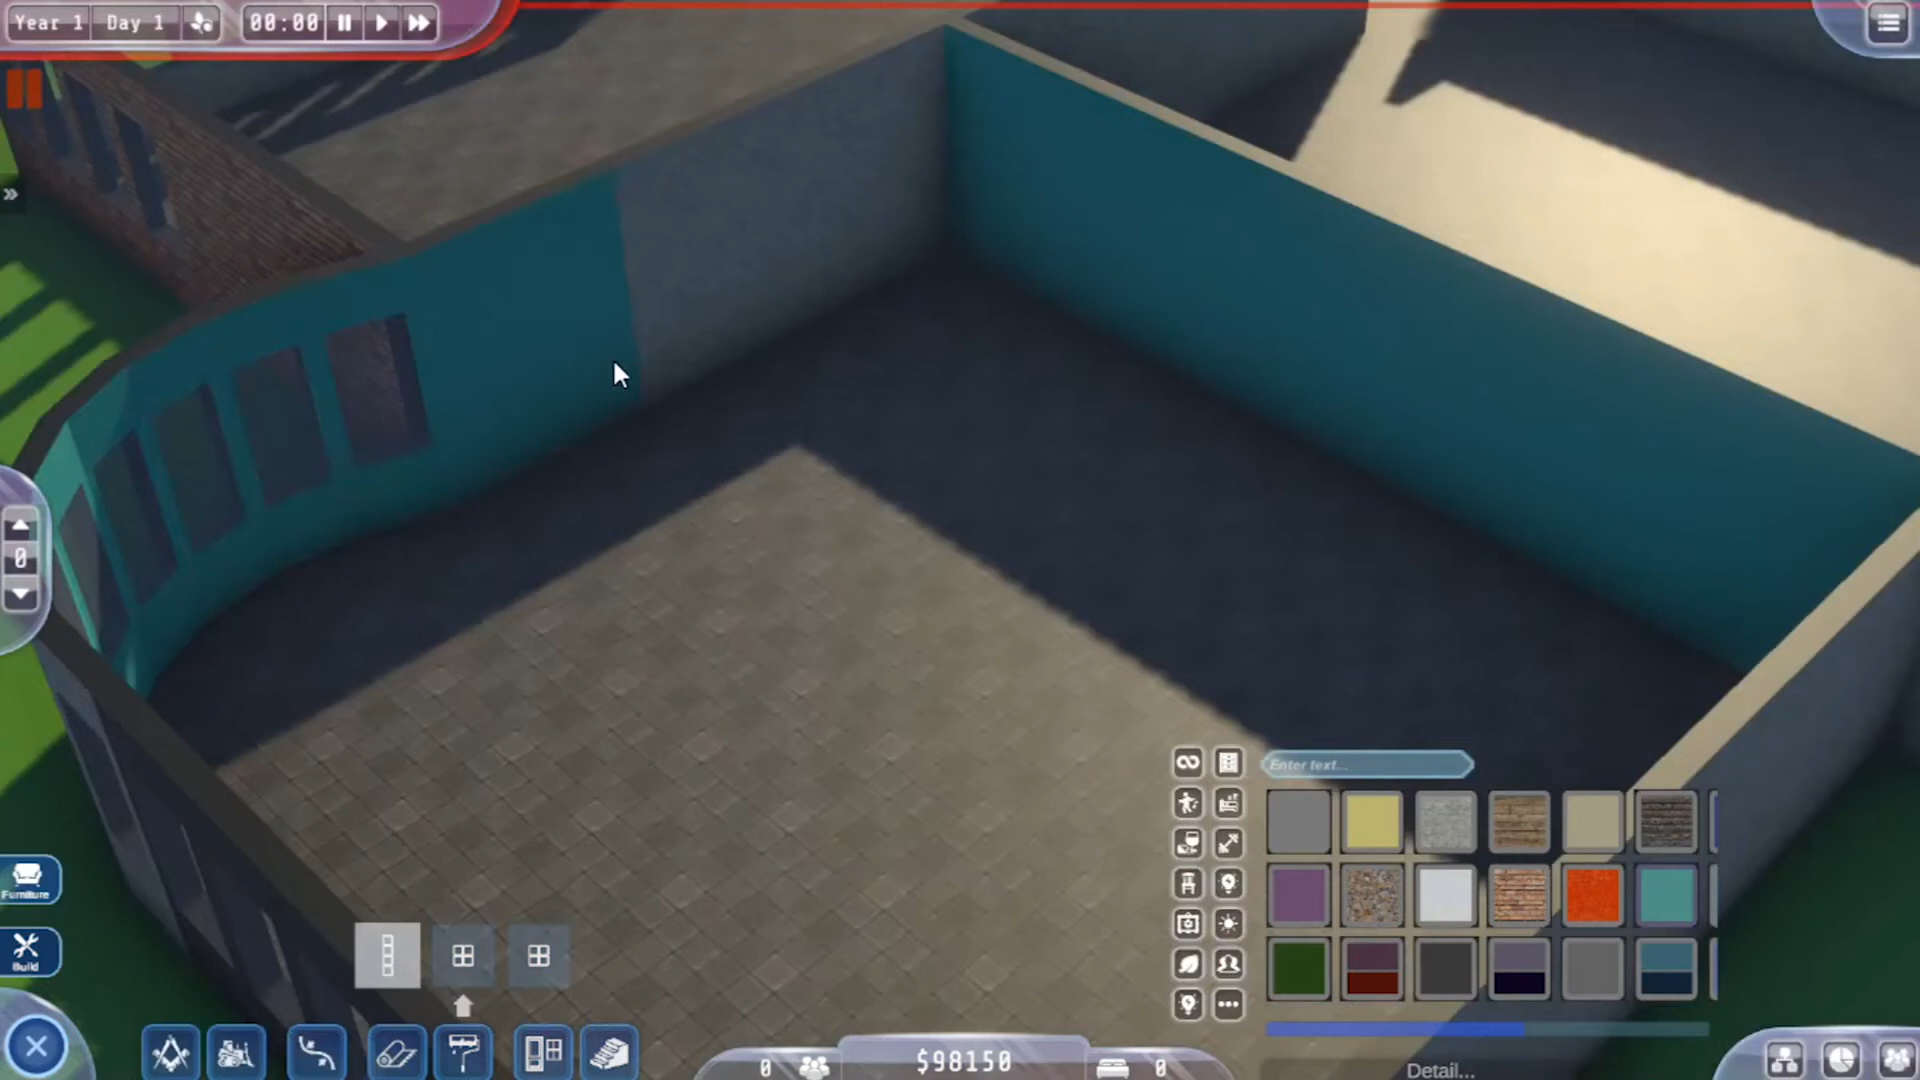 Year 1 Day 1 00:00
0
Enter text...
Furniture
Build
0 $98150 0
Detail...